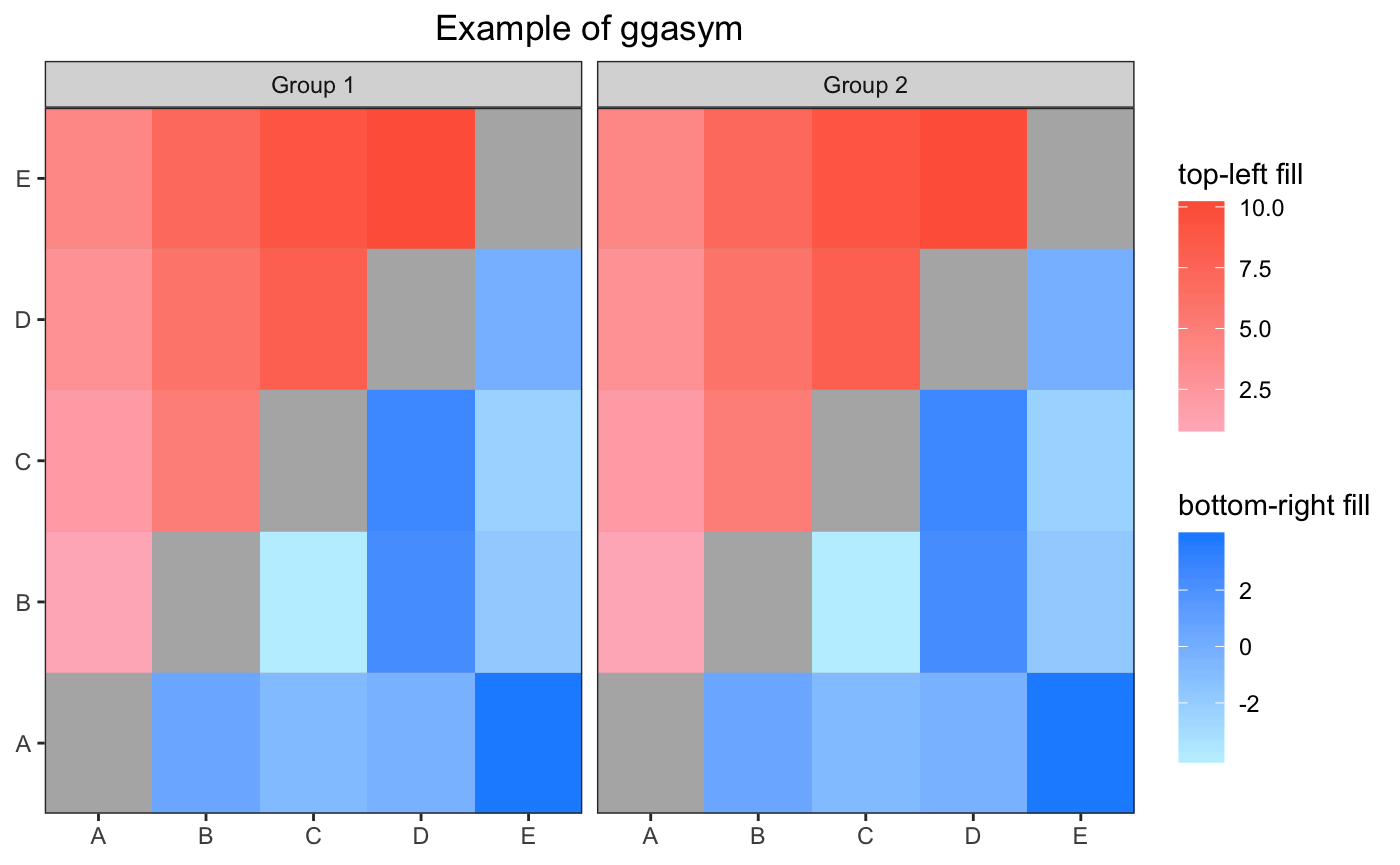 Example of ggasym
Group 1
Group 2
E
D
C
B
A
A B C D E
A B C D E
top-left fill
10.0
7.5
5.0
2.5
bottom-right fill
2
0
-2